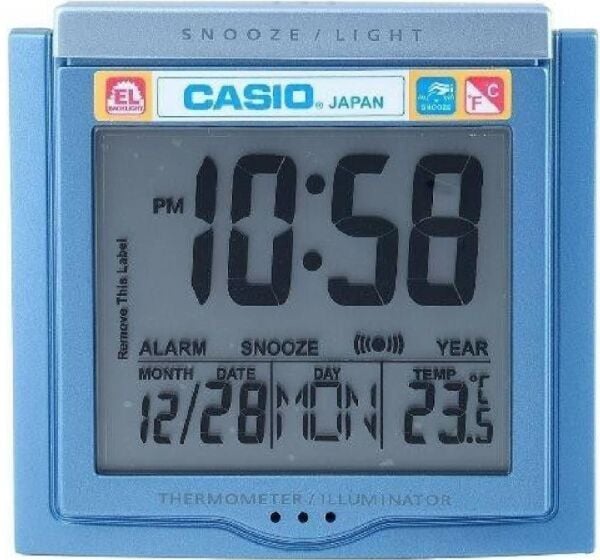 SNOOZE / LIGHT
EL BACKLIGHT CASIO® JAPAN SNOOZE °F °C
PM 10:58
Remove This Label
ALARM SNOOZE YEAR
MONTH DATE DAY TEMP
12/28 MON 23.5 °C
THERMOMETER / ILLUMINATOR